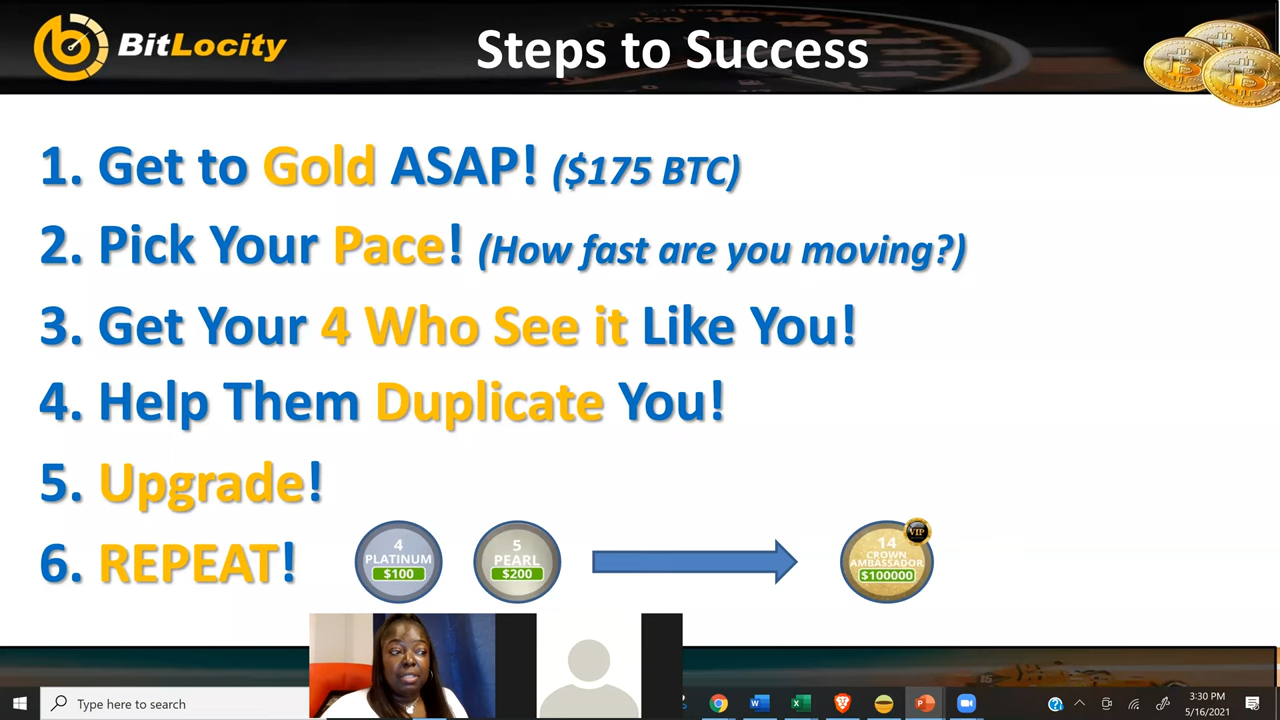 BitLocity
Steps to Success
1. Get to Gold ASAP! ($175 BTC)
2. Pick Your Pace! (How fast are you moving?)
3. Get Your 4 Who See it Like You!
4. Help Them Duplicate You!
5. Upgrade!
6. REPEAT!
4
PLATINUM
$100
5
PEARL
$200
VIP
14
CROWN
AMBASSADOR
$100000
Type here to search
3:30 PM
5/16/2021